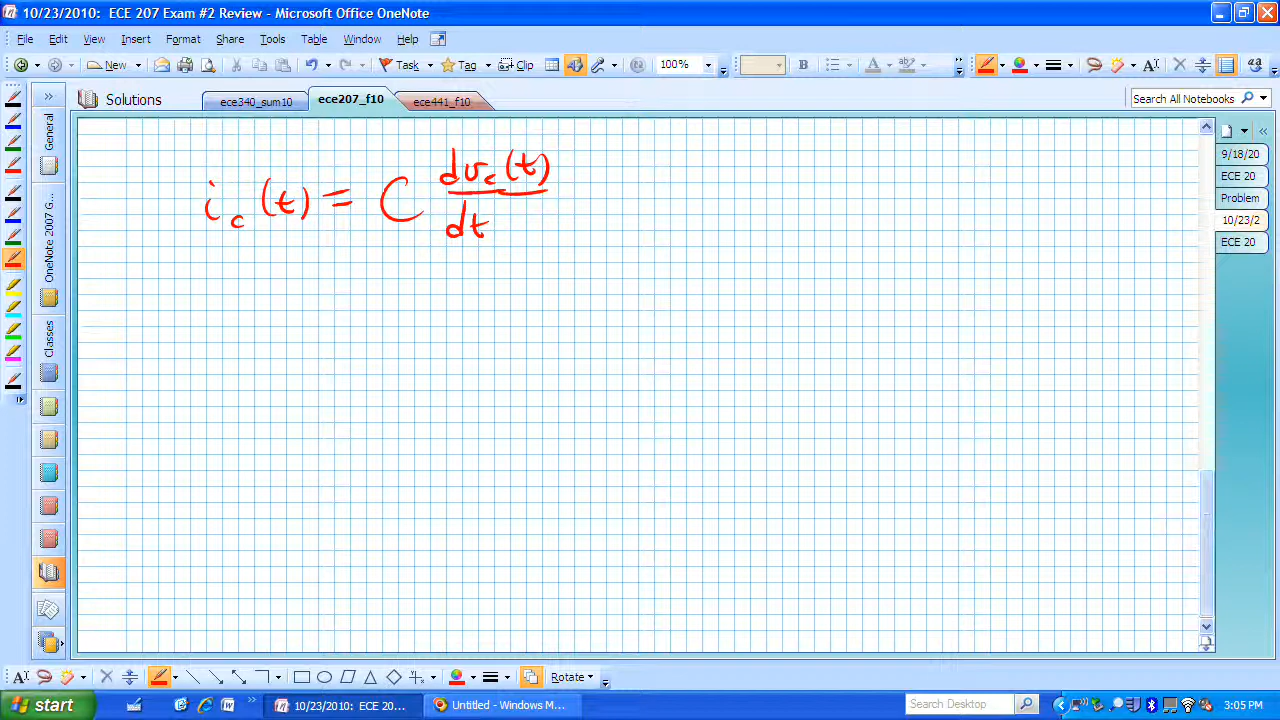 10/23/2010: ECE 207 Exam #2 Review - Microsoft Office OneNote
File Edit View Insert Format Share Tools Table Window Help
New Task Tag Clip 100% B A ab A
Solutions ece340_sum10 ece207_f10 ece441_f10 Search All Notebooks
General
OneNote 2007 G...
Classes
9/18/20
ECE 20
Problem
10/23/2
ECE 20
i_c(t) = C dv_c(t)/dt
A Rotate
start 10/23/2010: ECE 20... Untitled - Windows M... Search Desktop 3:05 PM